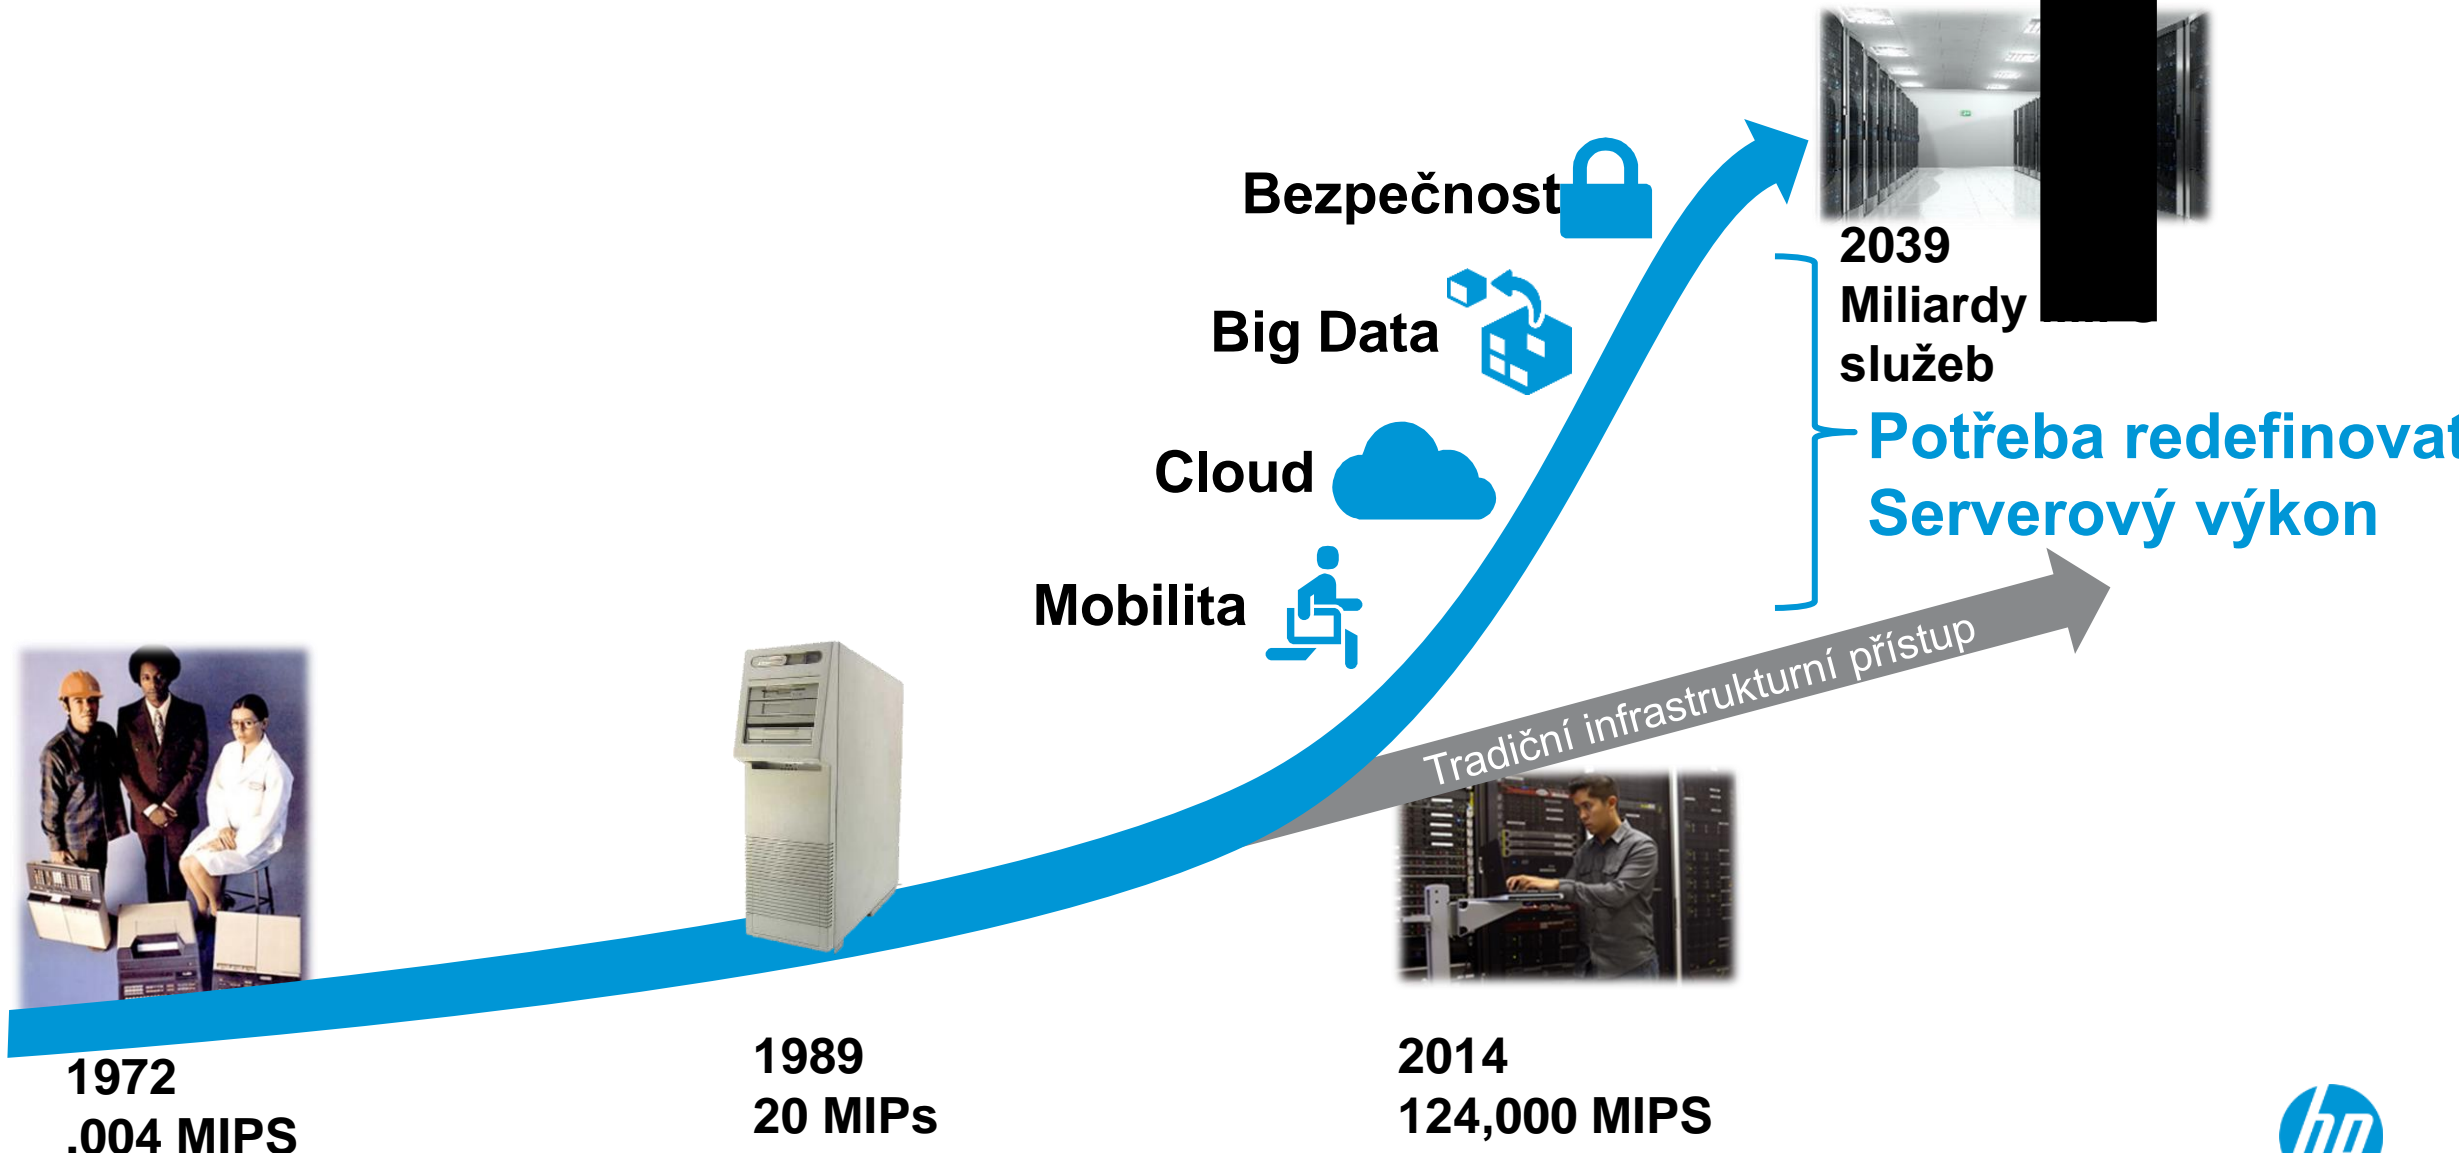 Bezpečnost
Big Data
Cloud
Mobilita
2039
Miliardy
služeb
Potřeba redefinovat
Serverový výkon
Tradiční infrastrukturní přístup
1972
.004 MIPS
1989
20 MIPs
2014
124,000 MIPS
hp